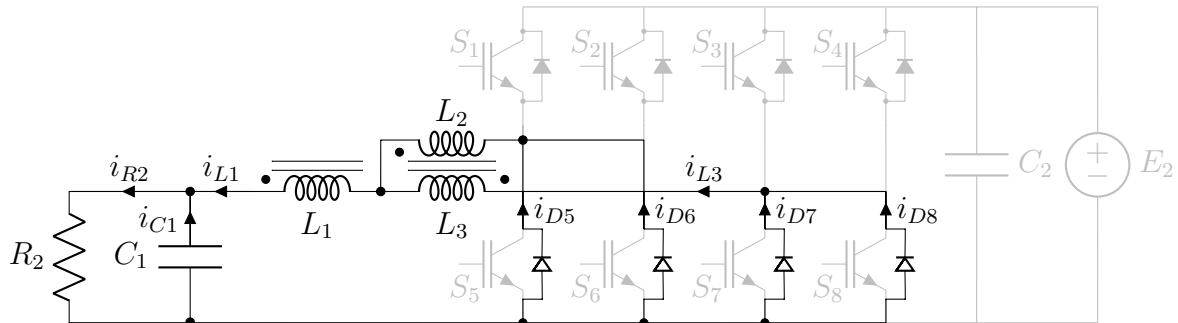 S1 S2 S3 S4
L2
iR2 iL1 iL3 C2 E2
iC1 iD5 iD6 iD7 iD8
L1 L3
R2 C1
S5 S6 S7 S8